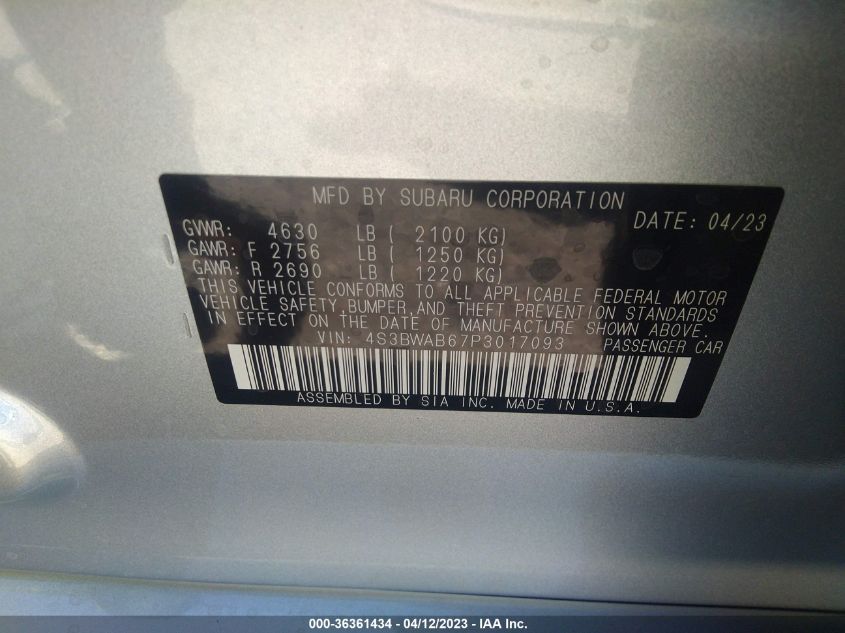 MFD BY SUBARU CORPORATION
DATE: 04/23
GVWR: 4630 LB ( 2100 KG)
GAWR: F 2756 LB ( 1250 KG)
GAWR: R 2690 LB ( 1220 KG)
THIS VEHICLE CONFORMS TO ALL APPLICABLE FEDERAL MOTOR
VEHICLE SAFETY,BUMPER,AND THEFT PREVENTION STANDARDS
IN EFFECT ON THE DATE OF MANUFACTURE SHOWN ABOVE.
VIN: 4S3BWAB67P3017093 PASSENGER CAR
ASSEMBLED BY SIA INC. MADE IN U.S.A.
000-36361434 - 04/12/2023 - IAA Inc.